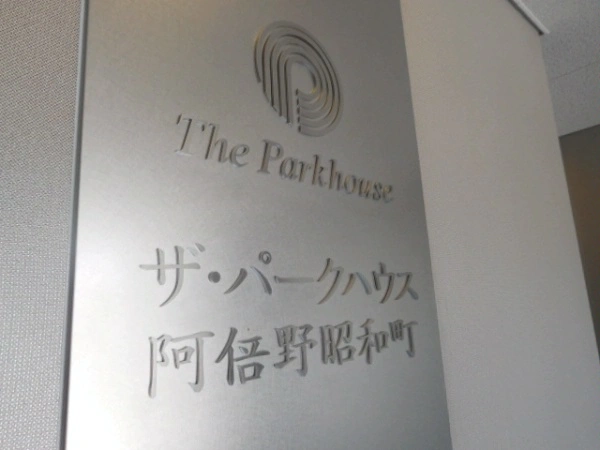 The Parkhouse
ザ・パークハウス
阿倍野昭和町